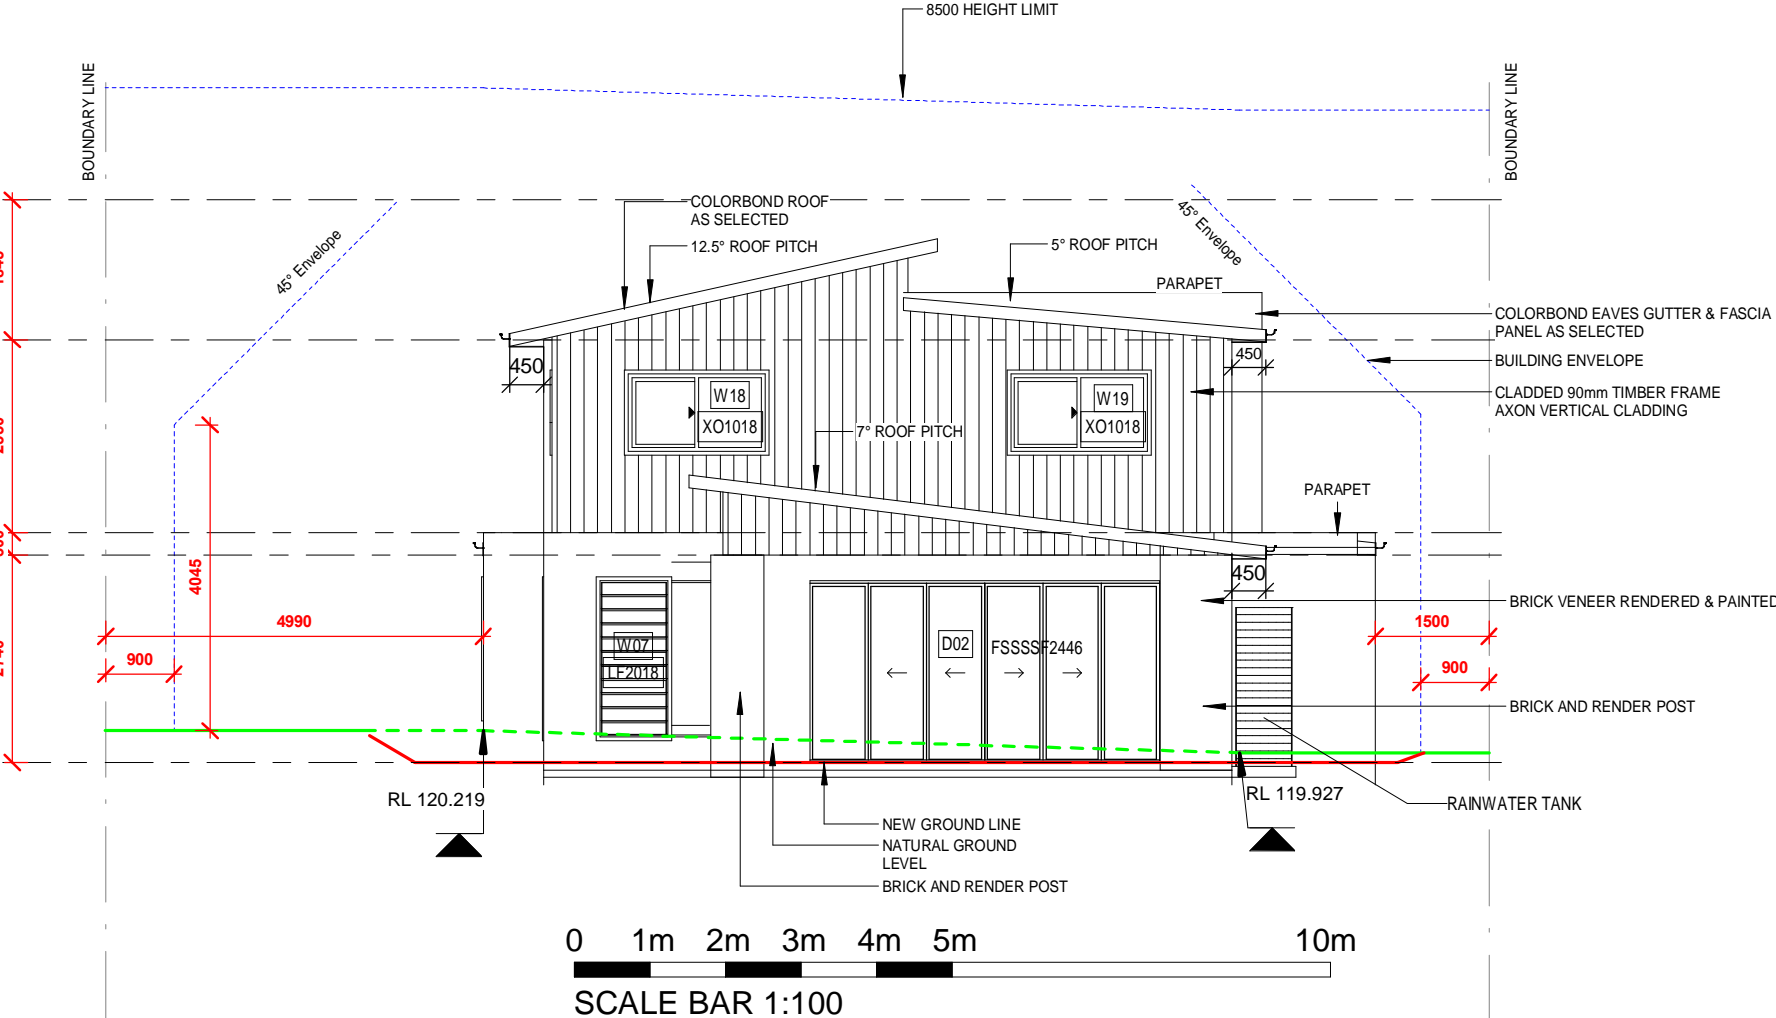 8500 HEIGHT LIMIT
BOUNDARY LINE
BOUNDARY LINE
COLORBOND ROOF
AS SELECTED
12.5° ROOF PITCH
5° ROOF PITCH
45° Envelope
45° Envelope
PARAPET
COLORBOND EAVES GUTTER & FASCIA
PANEL AS SELECTED
BUILDING ENVELOPE
CLADDED 90mm TIMBER FRAME
AXON VERTICAL CLADDING
450
450
W18
XO1018
W19
XO1018
7° ROOF PITCH
PARAPET
4045
450
BRICK VENEER RENDERED & PAINTED
4990
1500
900
900
W07
LF2018
D02
FSSSSF2446
BRICK AND RENDER POST
RL 120.219
RL 119.927
RAINWATER TANK
NEW GROUND LINE
NATURAL GROUND
LEVEL
BRICK AND RENDER POST
0 1m 2m 3m 4m 5m 10m
SCALE BAR 1:100